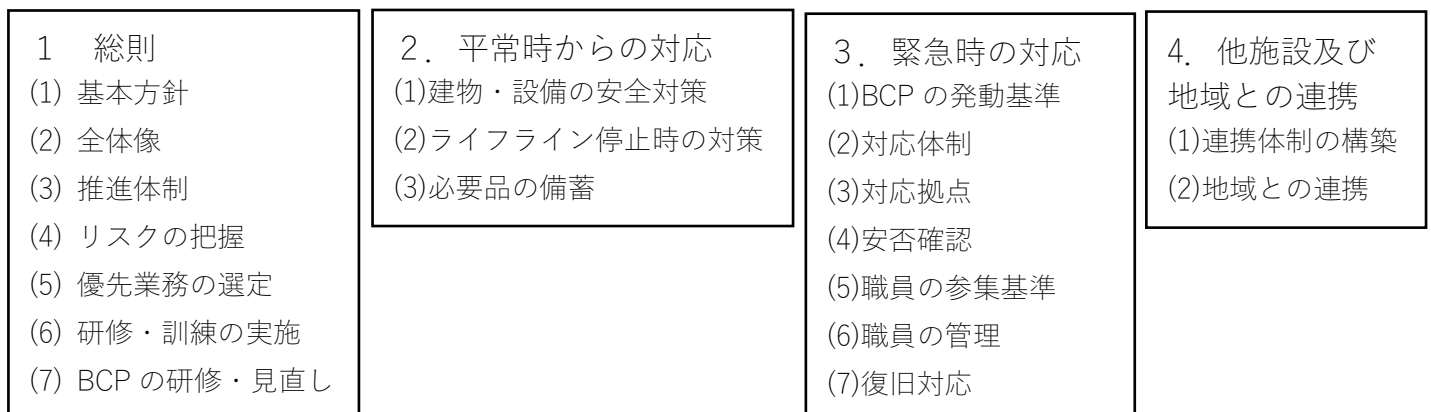 １　総則
(1) 基本方針
(2) 全体像
(3) 推進体制
(4) リスクの把握
(5) 優先業務の選定
(6) 研修・訓練の実施
(7) BCP の研修・見直し
２．平常時からの対応
(1)建物・設備の安全対策
(2)ライフライン停止時の対策
(3)必要品の備蓄
３．緊急時の対応
(1)BCP の発動基準
(2)対応体制
(3)対応拠点
(4)安否確認
(5)職員の参集基準
(6)職員の管理
(7)復旧対応
4．他施設及び
地域との連携
(1)連携体制の構築
(2)地域との連携